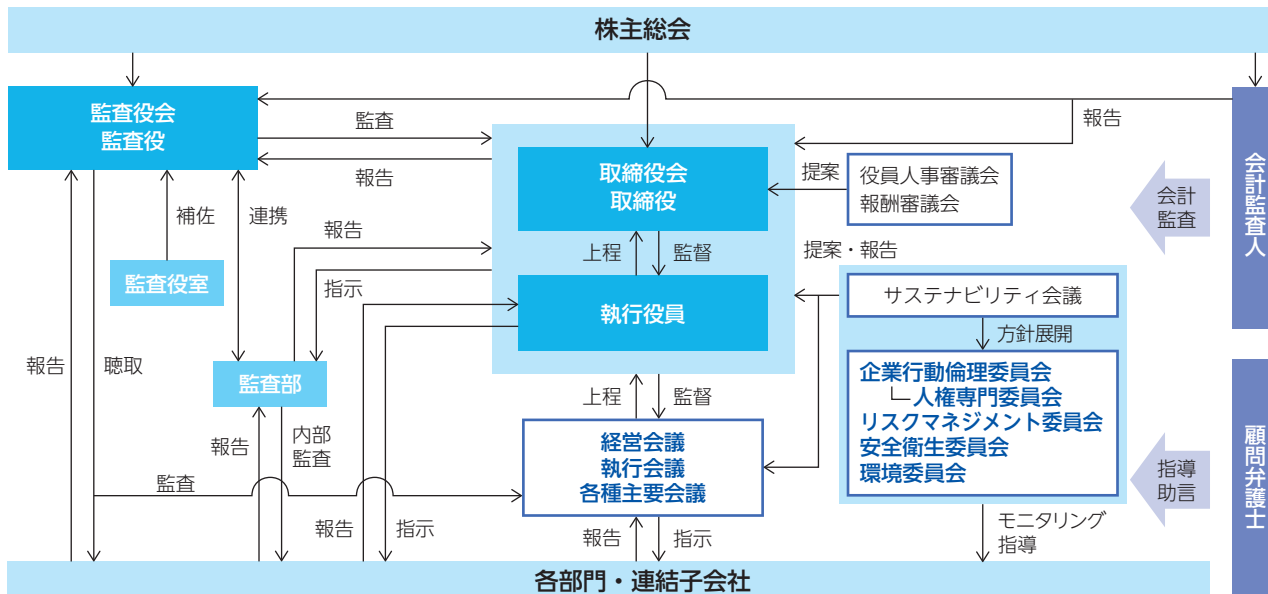 株主総会
監査役会
監査役
監査
報告
報告
取締役会
取締役
提案
役員人事審議会
報酬審議会
会計
監査
会計監査人
補佐
連携
報告
上程
監督
提案・報告
監査役室
指示
執行役員
サステナビリティ会議
方針展開
報告
聴取
監査部
上程
監督
企業行動倫理委員会
人権専門委員会
リスクマネジメント委員会
安全衛生委員会
環境委員会
報告
内部
監査
経営会議
執行会議
各種主要会議
監査
指導
助言
顧問弁護士
報告
指示
報告
指示
モニタリング
指導
各部門・連結子会社